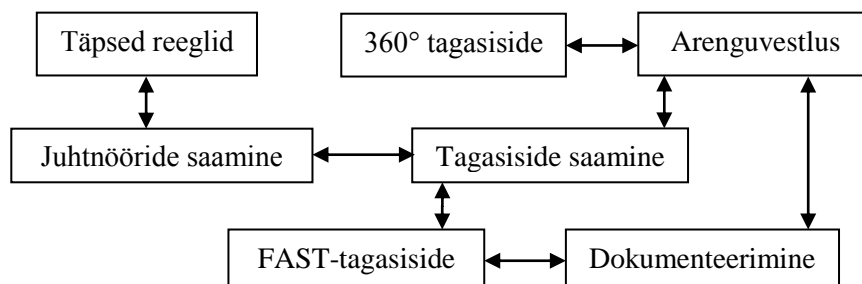 Täpsed reeglid
360° tagasiside
Arenguvestlus
Juhtnööride saamine
Tagasiside saamine
FAST-tagasiside
Dokumenteerimine